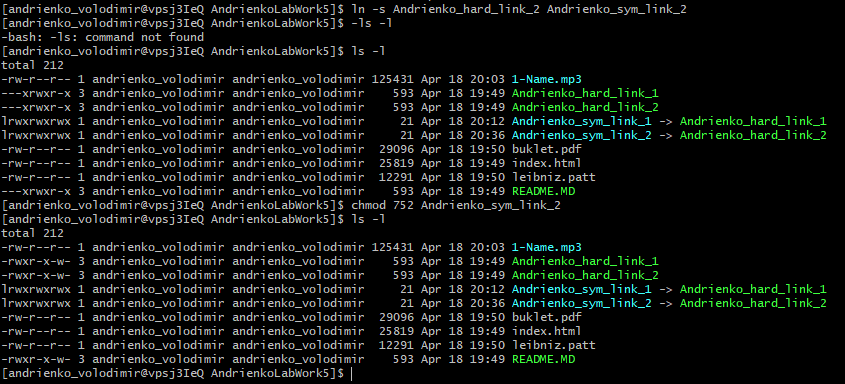 [andrienko_volodimir@vpsj3IeQ AndrienkoLabWork5]$ ln -s Andrienko_hard_link_2 Andrienko_sym_link_2
[andrienko_volodimir@vpsj3IeQ AndrienkoLabWork5]$ -ls -l
-bash: -ls: command not found
[andrienko_volodimir@vpsj3IeQ AndrienkoLabWork5]$ ls -l
total 212
-rw-r--r-- 1 andrienko_volodimir andrienko_volodimir 125431 Apr 18 20:03 1-Name.mp3
---xrwxr-x 3 andrienko_volodimir andrienko_volodimir    593 Apr 18 19:49 Andrienko_hard_link_1
---xrwxr-x 3 andrienko_volodimir andrienko_volodimir    593 Apr 18 19:49 Andrienko_hard_link_2
lrwxrwxrwx 1 andrienko_volodimir andrienko_volodimir     21 Apr 18 20:12 Andrienko_sym_link_1 -> Andrienko_hard_link_1
lrwxrwxrwx 1 andrienko_volodimir andrienko_volodimir     21 Apr 18 20:36 Andrienko_sym_link_2 -> Andrienko_hard_link_2
-rw-r--r-- 1 andrienko_volodimir andrienko_volodimir  29096 Apr 18 19:50 buklet.pdf
-rw-r--r-- 1 andrienko_volodimir andrienko_volodimir  25819 Apr 18 19:49 index.html
-rw-r--r-- 1 andrienko_volodimir andrienko_volodimir  12291 Apr 18 19:50 leibniz.patt
---xrwxr-x 3 andrienko_volodimir andrienko_volodimir    593 Apr 18 19:49 README.MD
[andrienko_volodimir@vpsj3IeQ AndrienkoLabWork5]$ chmod 752 Andrienko_sym_link_2
[andrienko_volodimir@vpsj3IeQ AndrienkoLabWork5]$ ls -l
total 212
-rw-r--r-- 1 andrienko_volodimir andrienko_volodimir 125431 Apr 18 20:03 1-Name.mp3
-rwxr-x-w- 3 andrienko_volodimir andrienko_volodimir    593 Apr 18 19:49 Andrienko_hard_link_1
-rwxr-x-w- 3 andrienko_volodimir andrienko_volodimir    593 Apr 18 19:49 Andrienko_hard_link_2
lrwxrwxrwx 1 andrienko_volodimir andrienko_volodimir     21 Apr 18 20:12 Andrienko_sym_link_1 -> Andrienko_hard_link_1
lrwxrwxrwx 1 andrienko_volodimir andrienko_volodimir     21 Apr 18 20:36 Andrienko_sym_link_2 -> Andrienko_hard_link_2
-rw-r--r-- 1 andrienko_volodimir andrienko_volodimir  29096 Apr 18 19:50 buklet.pdf
-rw-r--r-- 1 andrienko_volodimir andrienko_volodimir  25819 Apr 18 19:49 index.html
-rw-r--r-- 1 andrienko_volodimir andrienko_volodimir  12291 Apr 18 19:50 leibniz.patt
-rwxr-x-w- 3 andrienko_volodimir andrienko_volodimir    593 Apr 18 19:49 README.MD
[andrienko_volodimir@vpsj3IeQ AndrienkoLabWork5]$